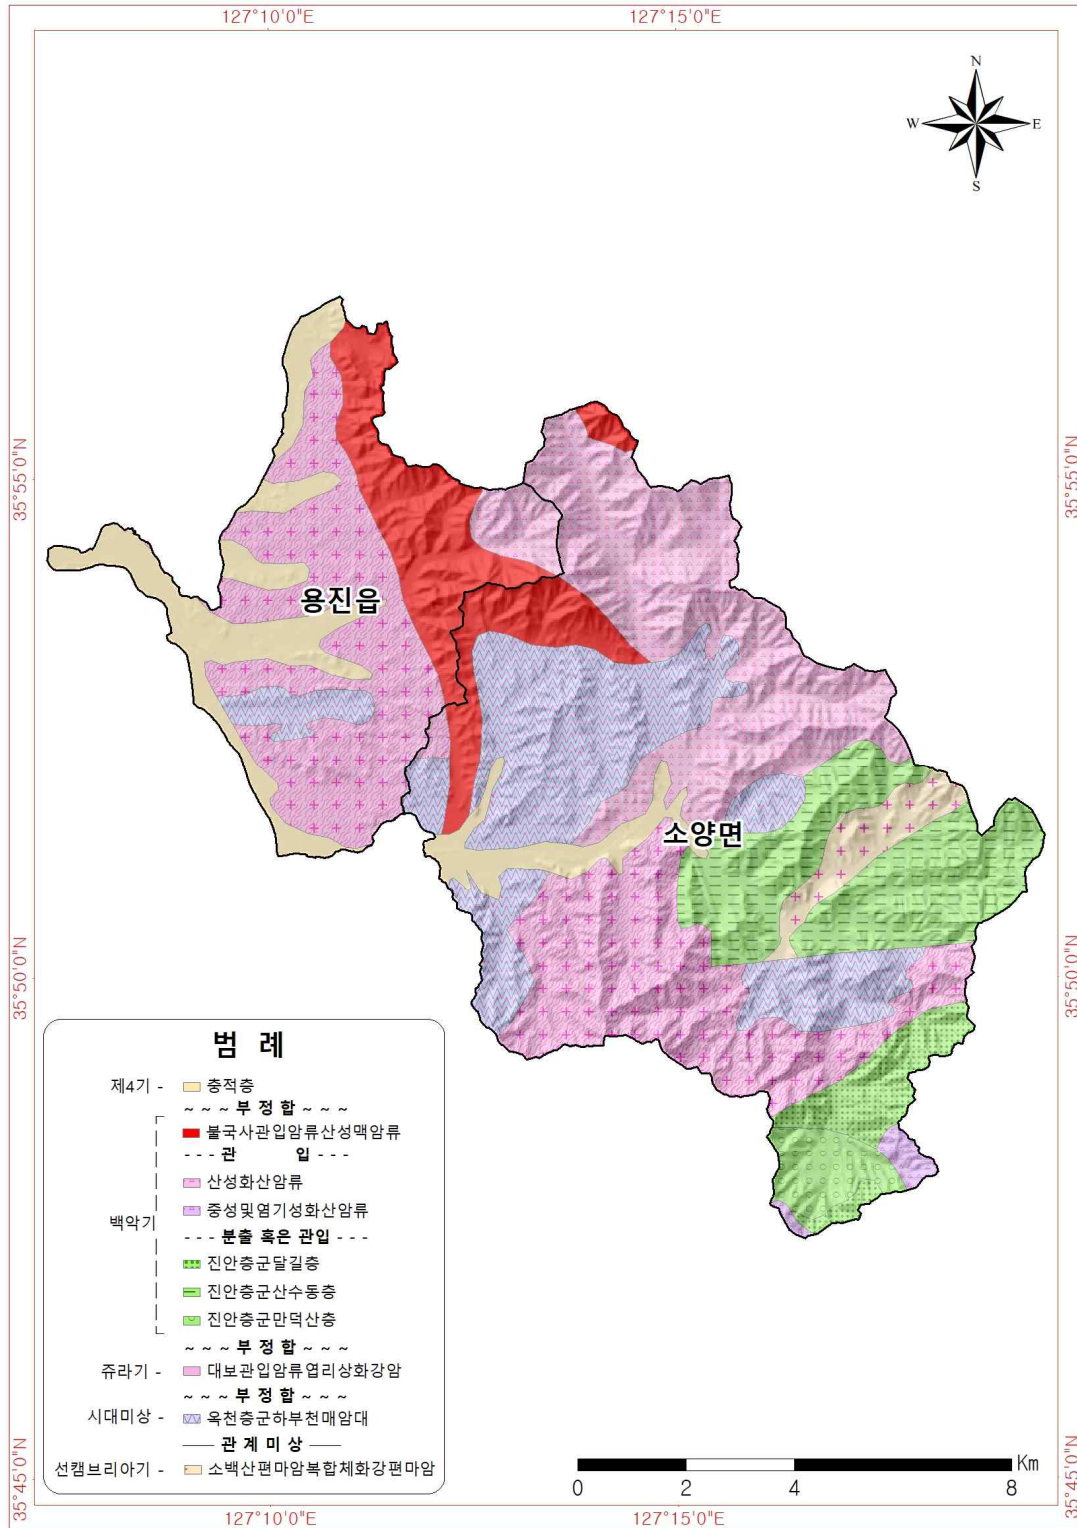 127°10'0"E 127°15'0"E
N
W E
S
35°55'0"N 35°55'0"N
용진읍
소양면
35°50'0"N 35°50'0"N
범 례
제4기 - 충적층
~ ~ ~ 부 정 합 ~ ~ ~
불국사관입암류산성맥암류
- - - 관 입 - - -
산성화산암류
백악기 중성및염기성화산암류
- - - 분출 혹은 관입 - - -
진안층군달길층
진안층군산수동층
진안층군만덕산층
~ ~ ~ 부 정 합 ~ ~ ~
쥬라기 - 대보관입암류엽리상화강암
~ ~ ~ 부 정 합 ~ ~ ~
시대미상 - 옥천층군하부천매암대
── 관 계 미 상 ──
선캠브리아기 - 소백산편마암복합체화강편마암
Km
0 2 4 8
35°45'0"N 35°45'0"N
127°10'0"E 127°15'0"E